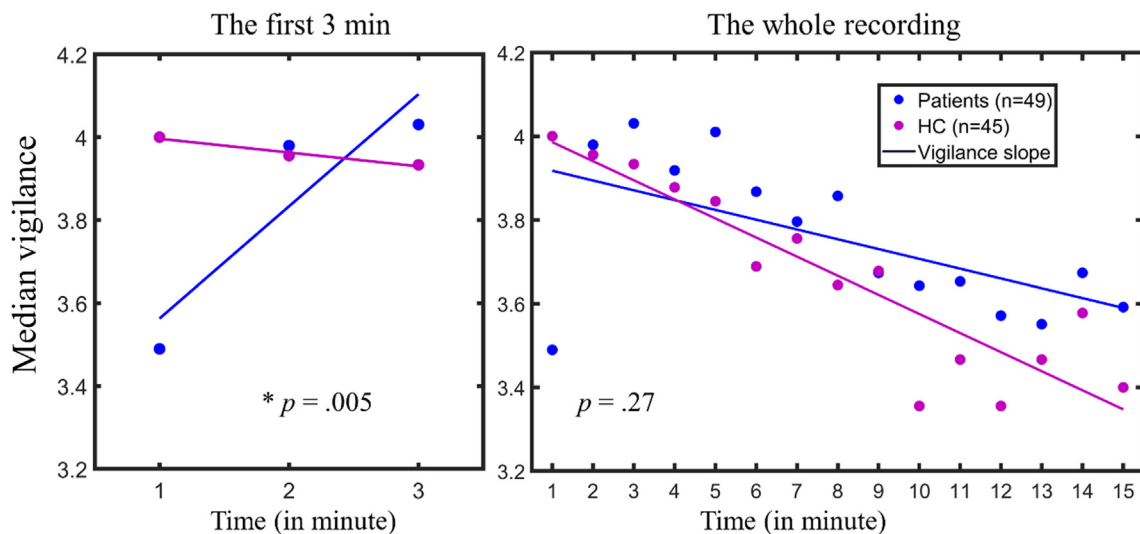 The first 3 min
The whole recording
Median vigilance
4.2
4
3.8
3.6
3.4
3.2
* p = .005
1 2 3
Time (in minute)
4.2
4
3.8
3.6
3.4
3.2
Patients (n=49)
HC (n=45)
Vigilance slope
p = .27
1 2 3 4 5 6 7 8 9 10 11 12 13 14 15
Time (in minute)